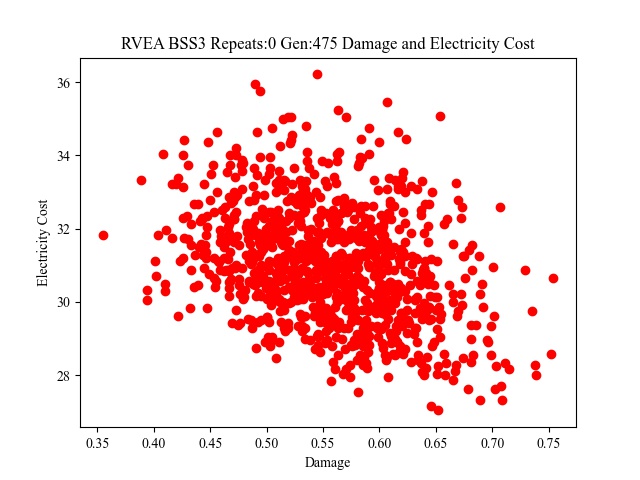 RVEA BSS3 Repeats:0 Gen:475 Damage and Electricity Cost
36
34
32
30
28
Electricity Cost
0.35 0.40 0.45 0.50 0.55 0.60 0.65 0.70 0.75
Damage